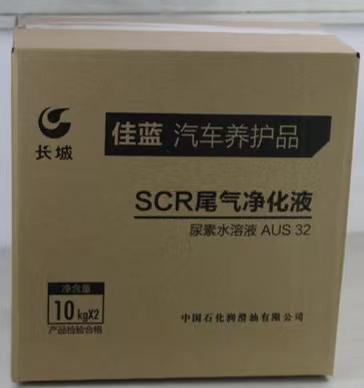 长城
佳蓝 汽车养护品
SCR尾气净化液
尿素水溶液 AUS 32
净含量
10kgX2
产品检验合格
中国石化润滑油有限公司